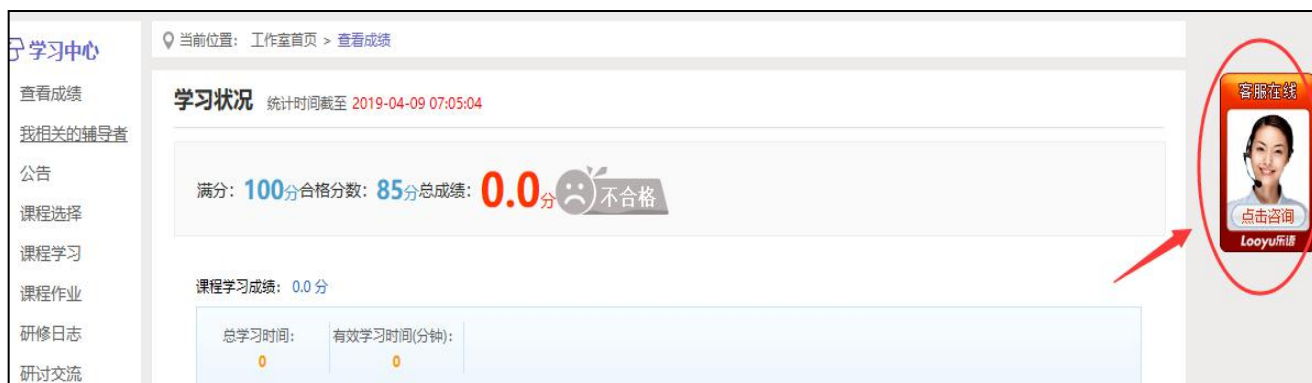 学习中心
查看成绩
我相关的辅导者
公告
课程选择
课程学习
课程作业
研修日志
研讨交流
当前位置： 工作室首页 > 查看成绩
学习状况 统计时间截至 2019-04-09 07:05:04
满分：100分合格分数：85分总成绩：0.0分 不合格
课程学习成绩： 0.0 分
总学习时间： 有效学习时间(分钟)：
0 0
客服在线
点击咨询
Looyu乐语